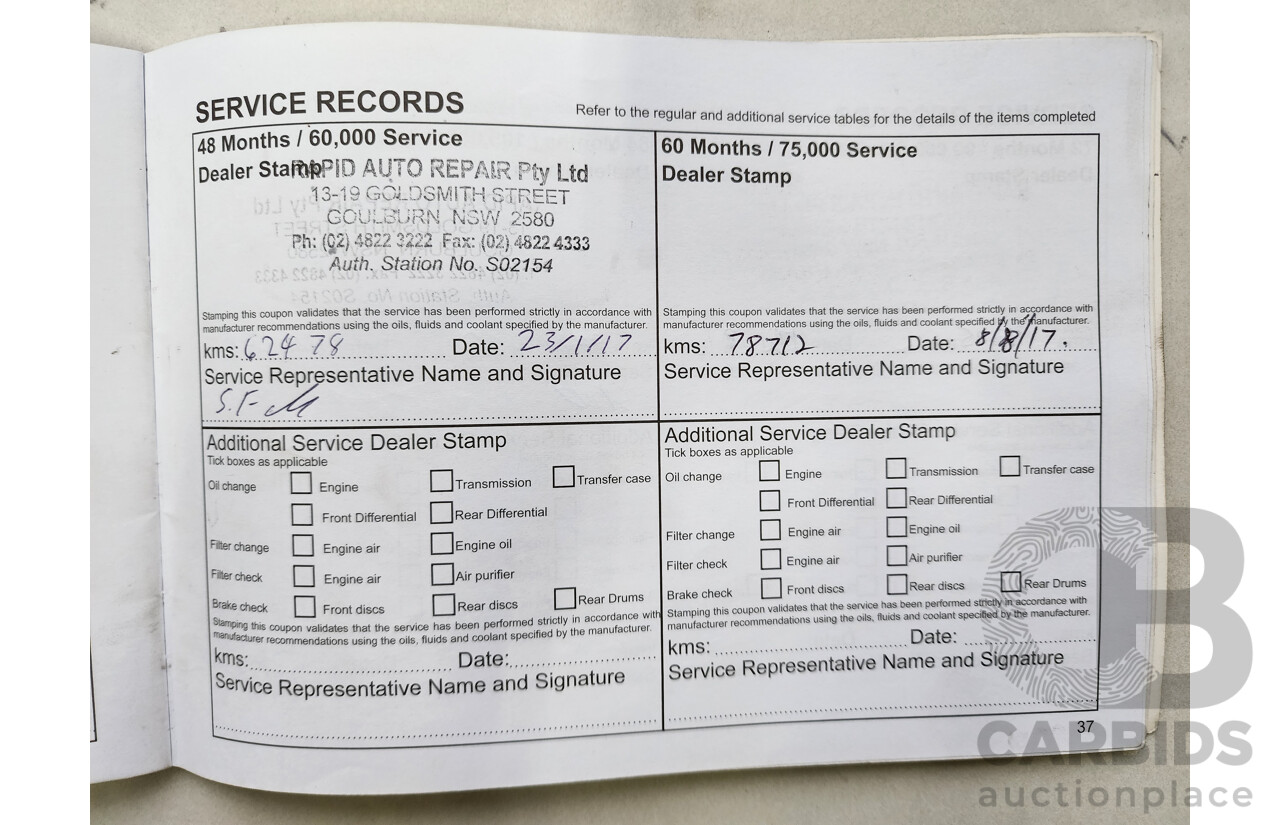 SERVICE RECORDS
Refer to the regular and additional service tables for the details of the items completed
48 Months / 60,000 Service
Dealer Stamp
RAPID AUTO REPAIR Pty Ltd
13-19 GOLDSMITH STREET
GOULBURN NSW 2580
Ph: (02) 4822 3222 Fax: (02) 4822 4333
Auth. Station No. S02154
Stamping this coupon validates that the service has been performed strictly in accordance with
manufacturer recommendations using the oils, fluids and coolant specified by the manufacturer.
kms: 62478 Date: 23/1/17
Service Representative Name and Signature
60 Months / 75,000 Service
Dealer Stamp
Stamping this coupon validates that the service has been performed strictly in accordance with
manufacturer recommendations using the oils, fluids and coolant specified by the manufacturer.
kms: 78712 Date: 8/8/17.
Service Representative Name and Signature
Additional Service Dealer Stamp
Tick boxes as applicable
Oil change Engine Transmission Transfer case
Front Differential Rear Differential
Filter change Engine air Engine oil
Filter check Engine air Air purifier
Brake check Front discs Rear discs Rear Drums
Stamping this coupon validates that the service has been performed strictly in accordance with
manufacturer recommendations using the oils, fluids and coolant specified by the manufacturer.
kms: Date:
Service Representative Name and Signature
Additional Service Dealer Stamp
Tick boxes as applicable
Oil change Engine Transmission Transfer case
Front Differential Rear Differential
Filter change Engine air Engine oil
Filter check Engine air Air purifier
Brake check Front discs Rear discs Rear Drums
Stamping this coupon validates that the service has been performed strictly in accordance with
manufacturer recommendations using the oils, fluids and coolant specified by the manufacturer.
kms: Date:
Service Representative Name and Signature
37
CARBIDS
auctionplace